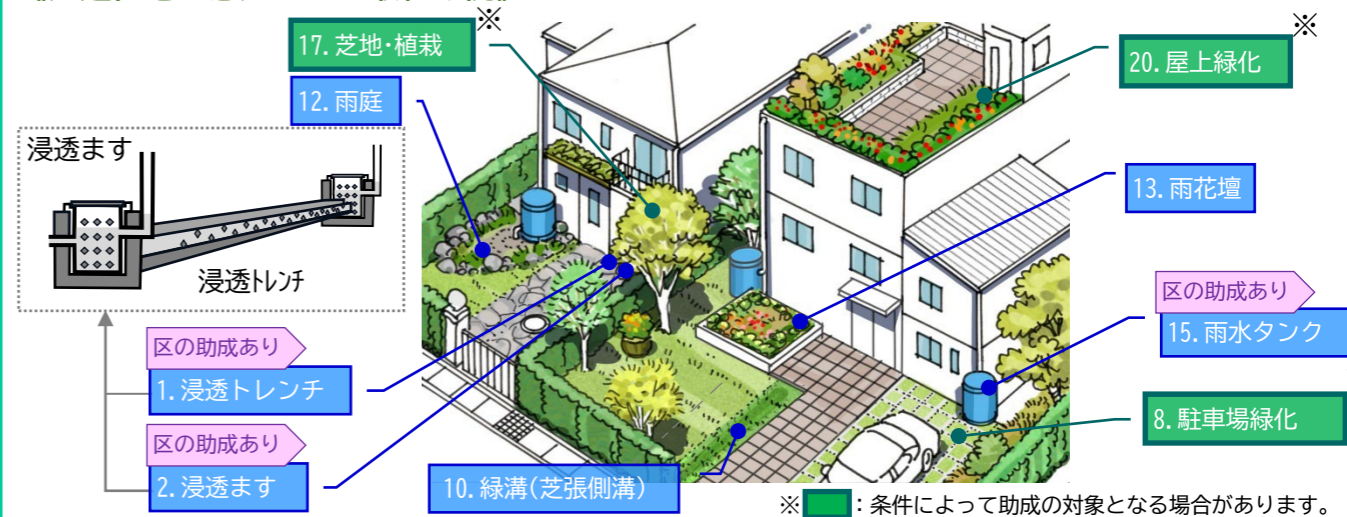 ※
17.芝地・植栽
※
20.屋上緑化
12.雨庭
浸透ます
13.雨花壇
浸透トレンチ
区の助成あり
15.雨水タンク
区の助成あり
1.浸透トレンチ
8.駐車場緑化
区の助成あり
2.浸透ます
10.緑溝(芝張側溝)
※ :条件によって助成の対象となる場合があります。